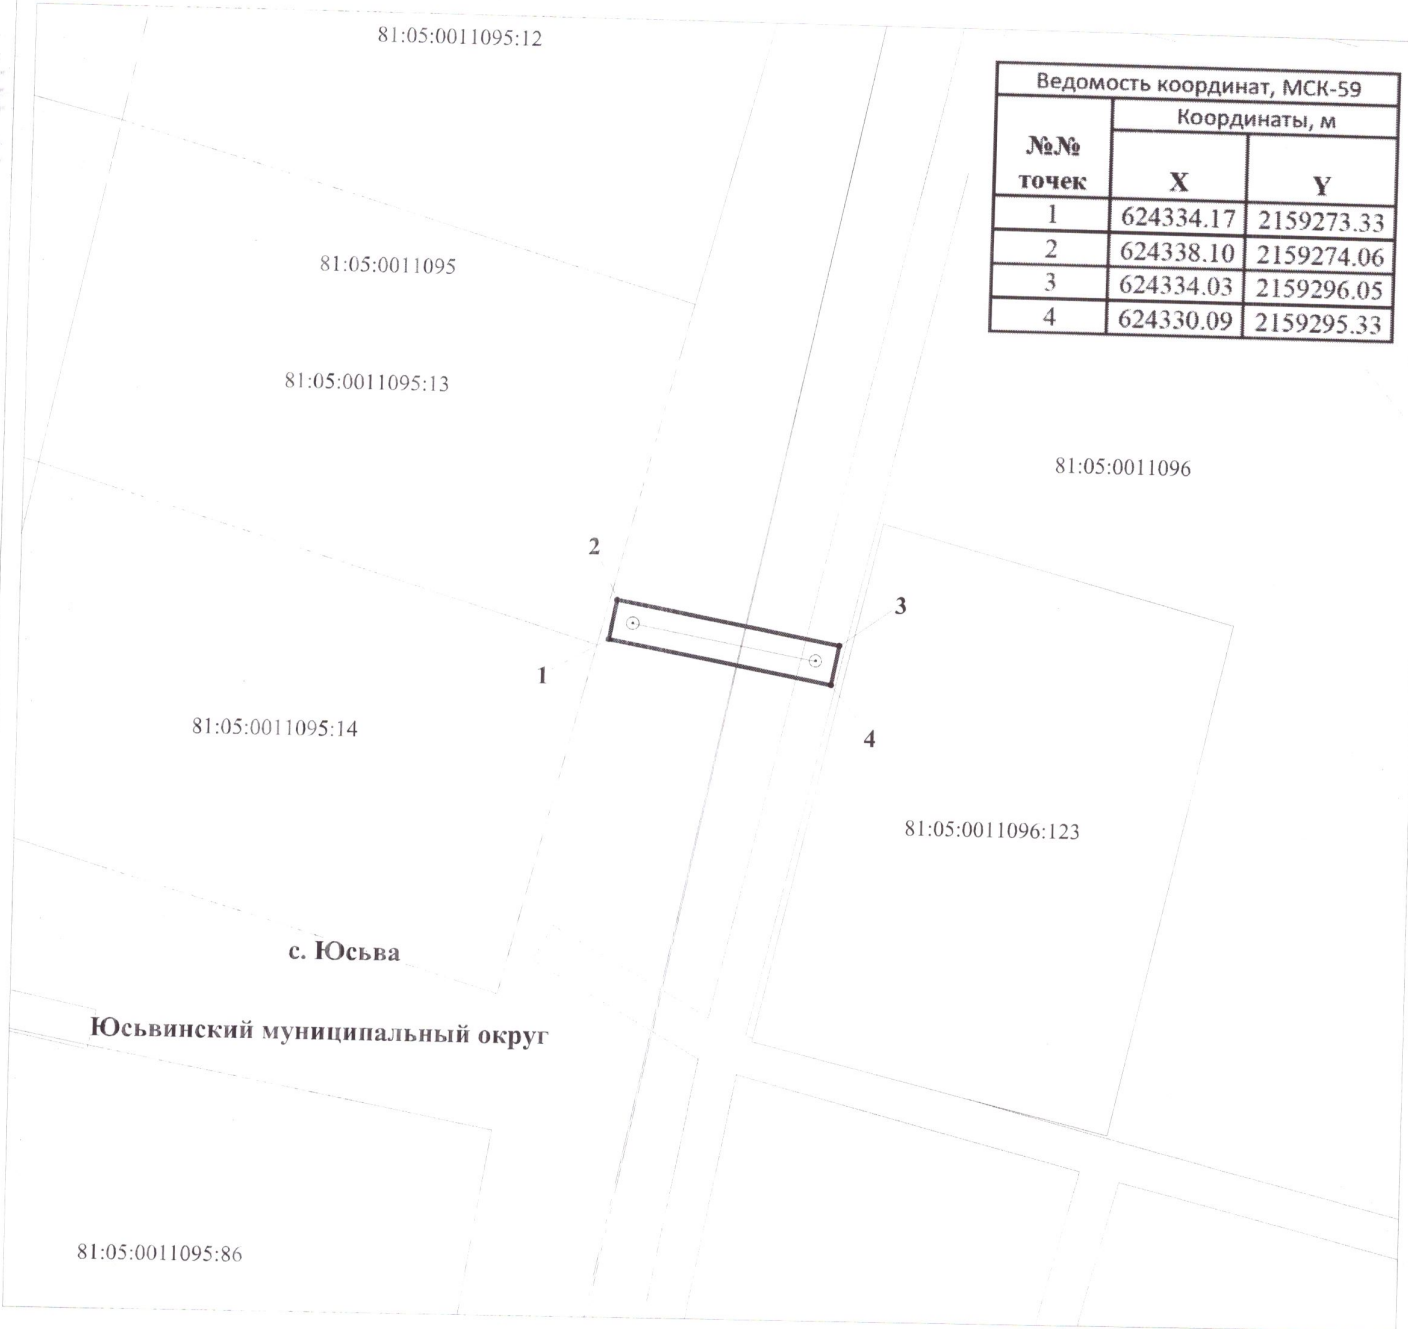 81:05:0011095:12
Ведомость координат, МСК-59
Координаты, м
№№
точек
X
Y
1 624334.17 2159273.33
2 624338.10 2159274.06
3 624334.03 2159296.05
4 624330.09 2159295.33
81:05:0011095
81:05:0011095:13
81:05:0011096
2
3
1
4
81:05:0011095:14
81:05:0011096:123
с. Юсьва
Юсьвинский муниципальный округ
81:05:0011095:86